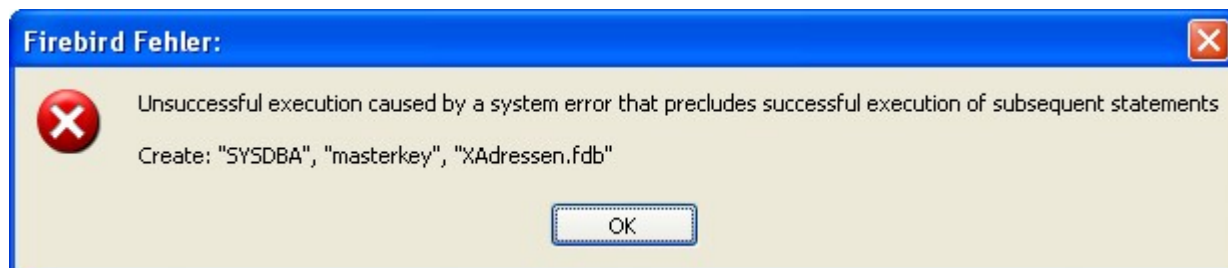 Firebird Fehler:
Unsuccessful execution caused by a system error that precludes successful execution of subsequent statements
Create: "SYSDBA", "masterkey", "XAdressen.fdb"
OK